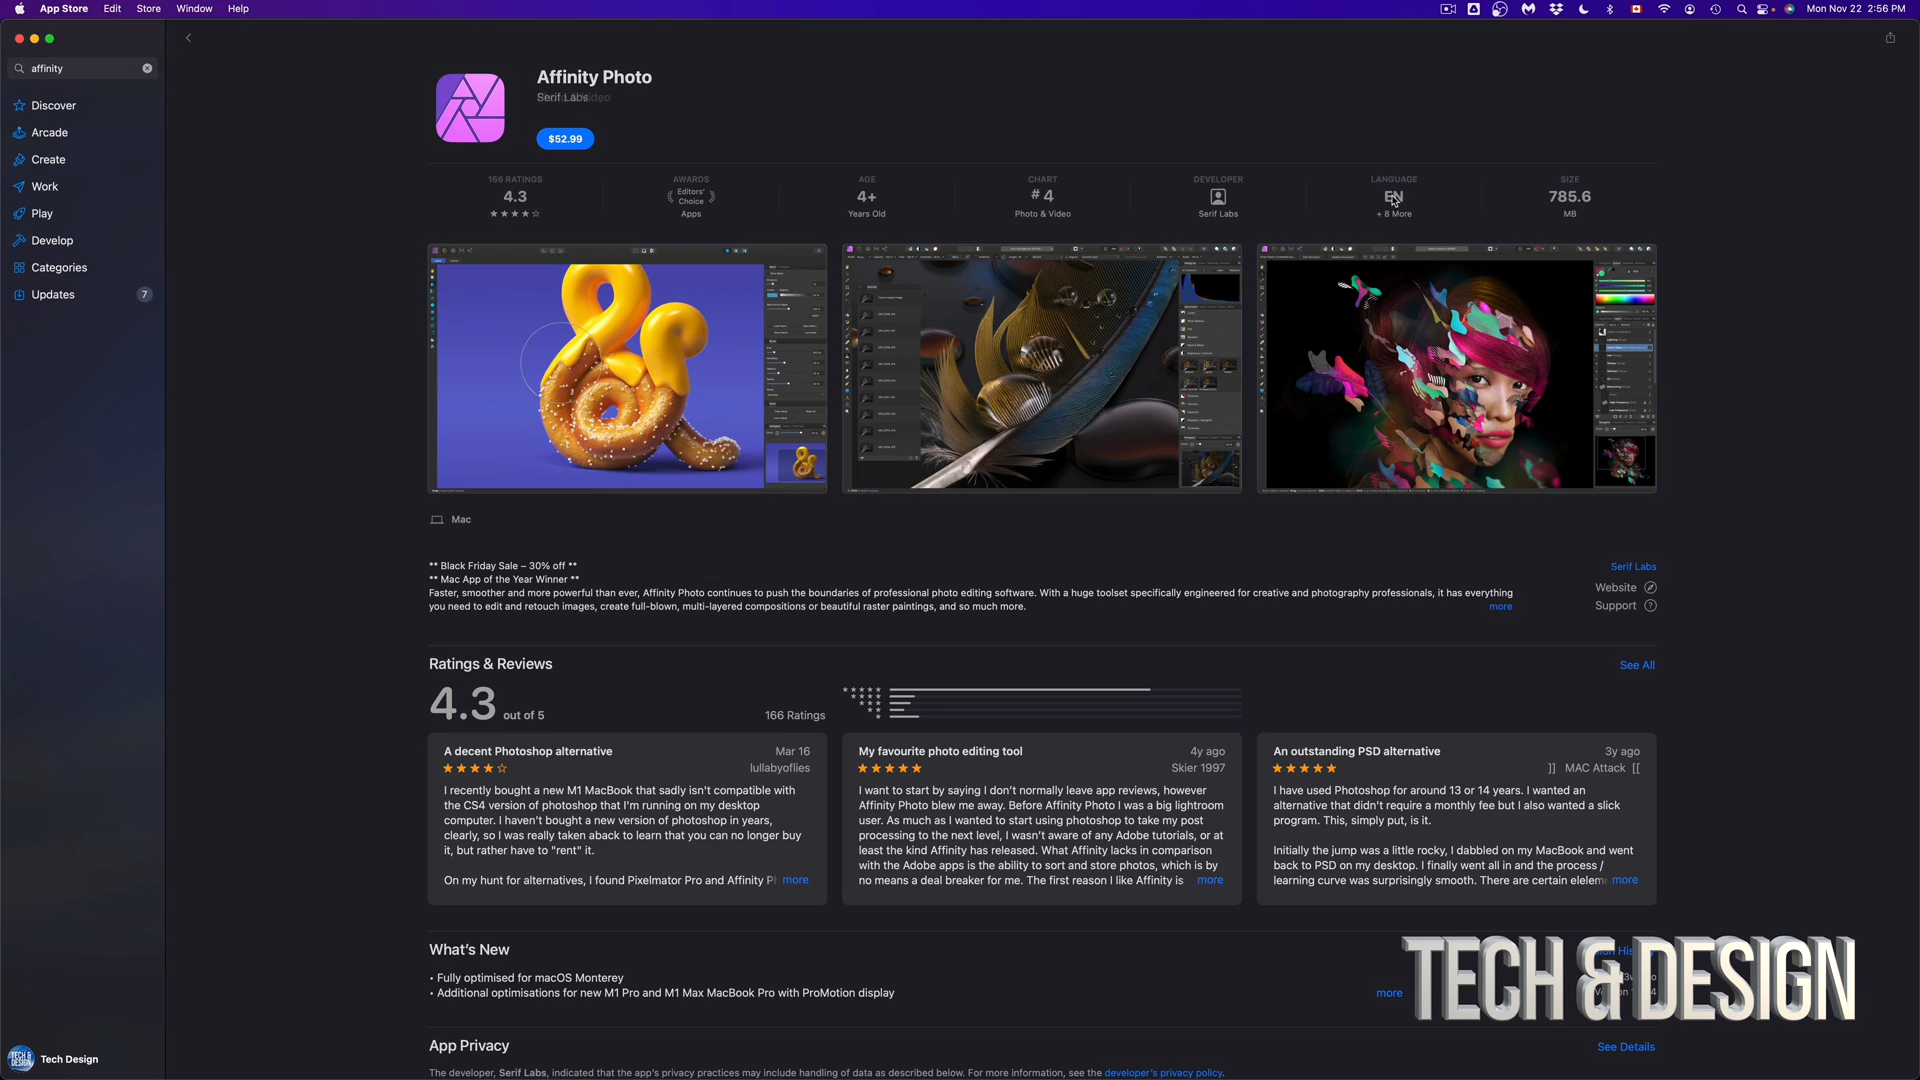 App Store Edit Store Window Help
Mon Nov 22 2:56 PM
affinity
Discover
Arcade
Create
Work
Play
Develop
Categories
Updates 7
Tech Design
Affinity Photo
Serif Labs
$52.99
166 RATINGS
4.3
AWARDS
Editors'
Choice
Apps
AGE
4+
Years Old
CHART
# 4
Photo & Video
DEVELOPER
Serif Labs
LANGUAGE
EN
+ 8 More
SIZE
785.6
MB
Mac
** Black Friday Sale – 30% off **
** Mac App of the Year Winner **
Faster, smoother and more powerful than ever, Affinity Photo continues to push the boundaries of professional photo editing software. With a huge toolset specifically engineered for creative and photography professionals, it has everything
you need to edit and retouch images, create full-blown, multi-layered compositions or beautiful raster paintings, and so much more. more
Serif Labs
Website
Support
Ratings & Reviews See All
4.3 out of 5 166 Ratings
A decent Photoshop alternative Mar 16
lullabyoflies
I recently bought a new M1 MacBook that sadly isn't compatible with
the CS4 version of photoshop that I'm running on my desktop
computer. I haven't bought a new version of photoshop in years,
clearly, so I was really taken aback to learn that you can no longer buy
it, but rather have to "rent" it.
On my hunt for alternatives, I found Pixelmator Pro and Affinity P more
My favourite photo editing tool 4y ago
Skier 1997
I want to start by saying I don't normally leave app reviews, however
Affinity Photo blew me away. Before Affinity Photo I was a big lightroom
user. As much as I wanted to start using photoshop to take my post
processing to the next level, I wasn't aware of any Adobe tutorials, or at
least the kind Affinity has released. What Affinity lacks in comparison
with the Adobe apps is the ability to sort and store photos, which is by
no means a deal breaker for me. The first reason I like Affinity is more
An outstanding PSD alternative 3y ago
]] MAC Attack [[
I have used Photoshop for around 13 or 14 years. I wanted an
alternative that didn't require a monthly fee but I also wanted a slick
program. This, simply put, is it.
Initially the jump was a little rocky, I dabbled on my MacBook and went
back to PSD on my desktop. I finally went all in and the process /
learning curve was surprisingly smooth. There are certain eleme more
What's New
• Fully optimised for macOS Monterey
• Additional optimisations for new M1 Pro and M1 Max MacBook Pro with ProMotion display more
TECH & DESIGN
App Privacy See Details
The developer, Serif Labs, indicated that the app's privacy practices may include handling of data as described below. For more information, see the developer's privacy policy.